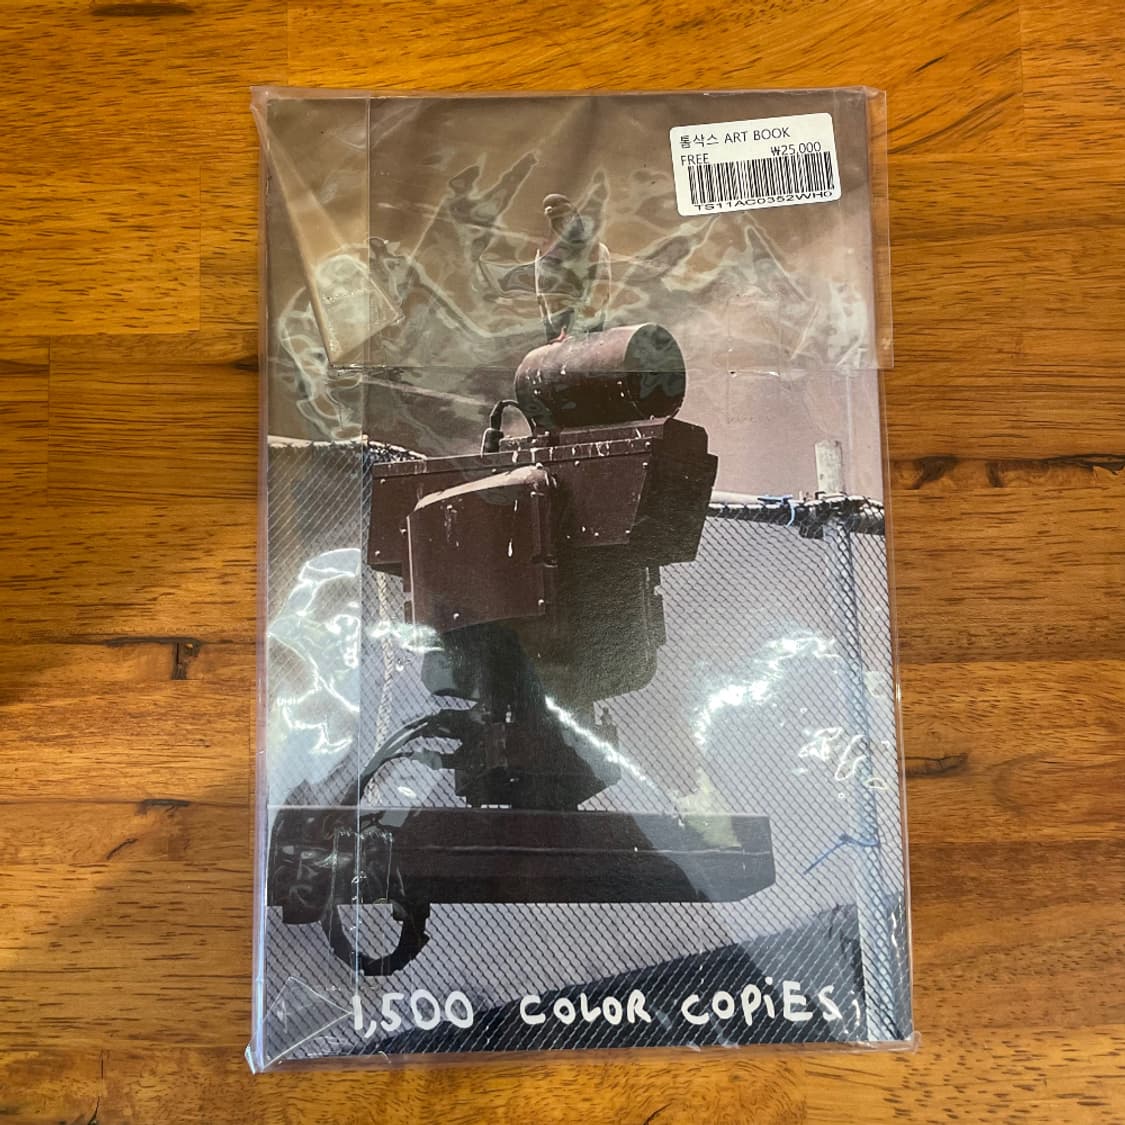 톰삭스 ART BOOK
FREE ₩25,000
TS11AC0352WH0
1,500 COLOR COPiES,